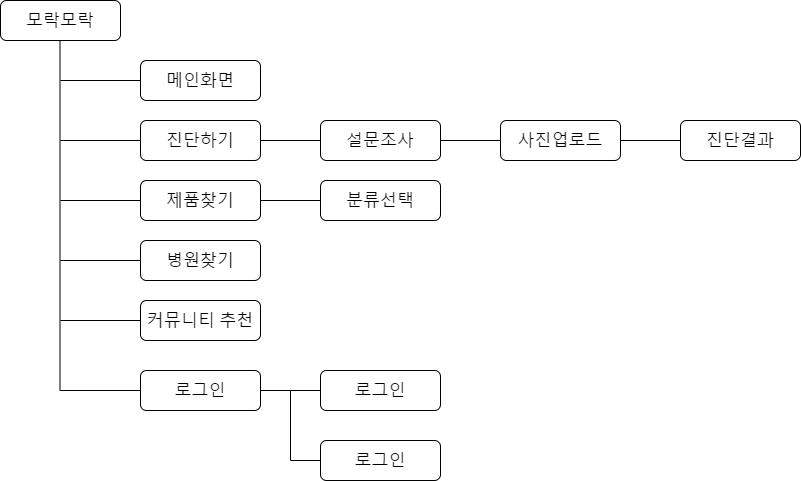 모락모락
메인화면
진단하기
설문조사
사진업로드
진단결과
제품찾기
분류선택
병원찾기
커뮤니티 추천
로그인
로그인
로그인